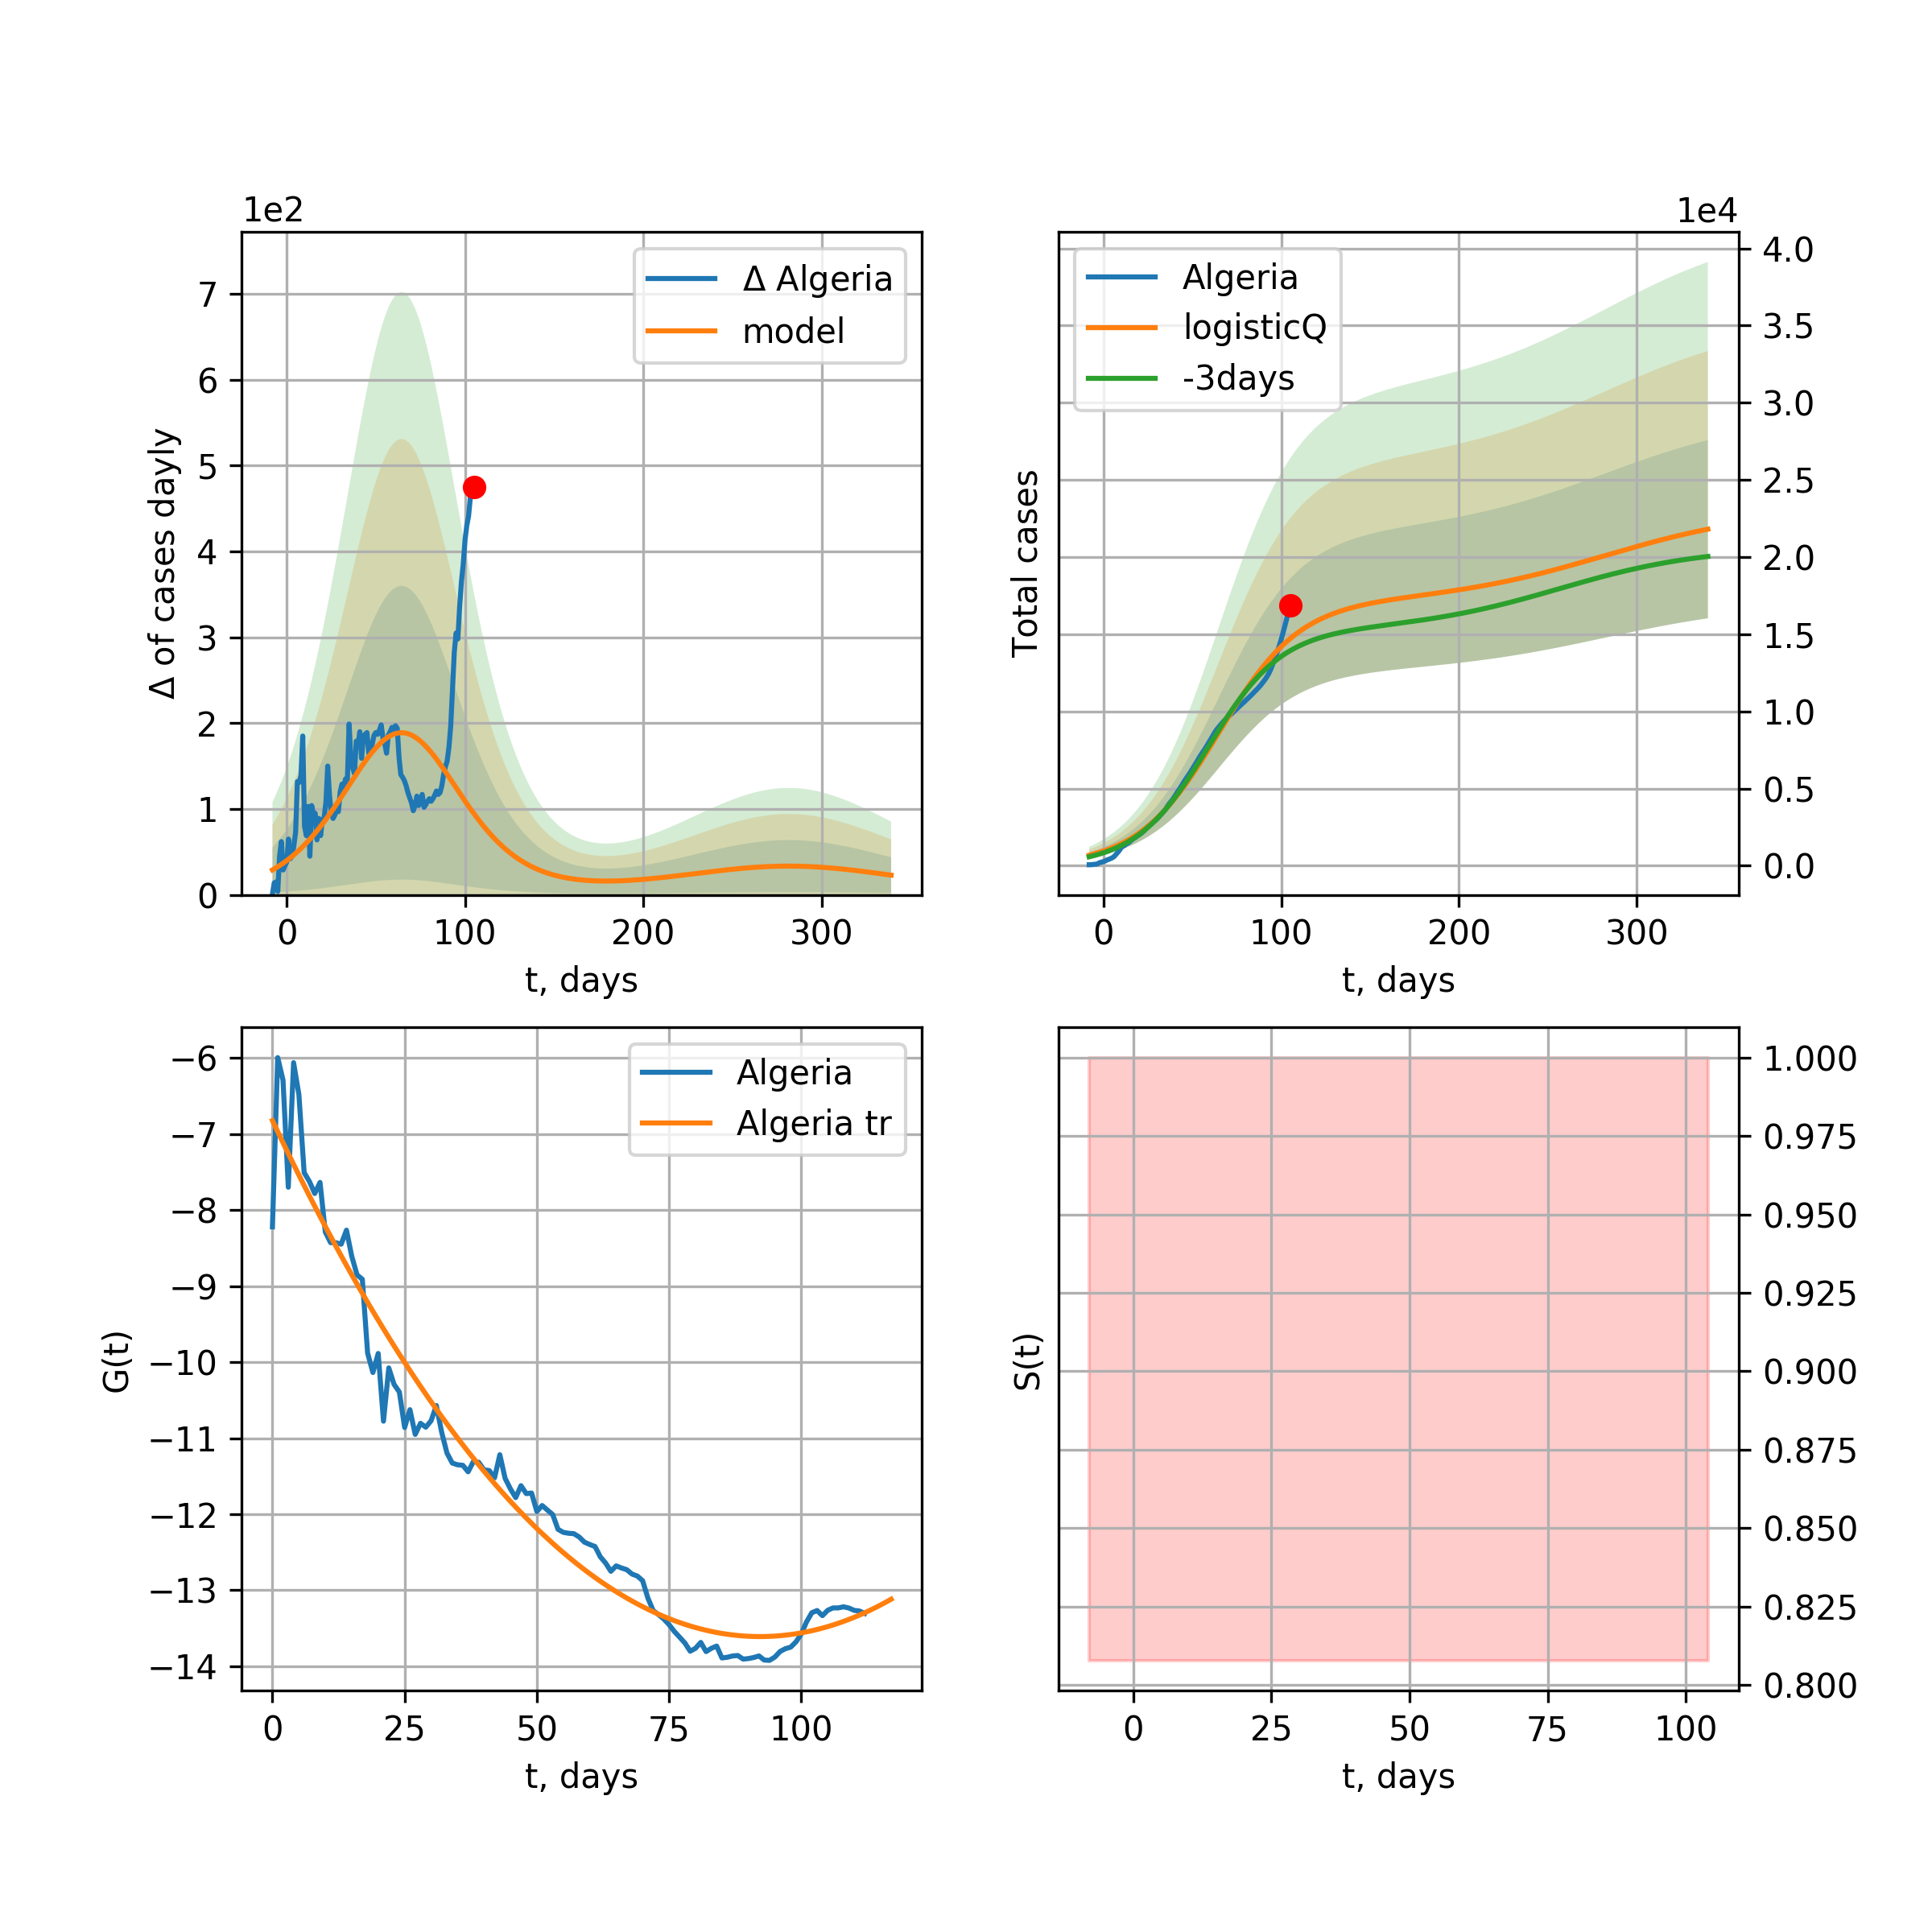 1e2
Δ of cases dayly
7
6
5
4
3
2
1
0
0 100 200 300
t, days
Δ Algeria
model
1e4
Total cases
4.0
3.5
3.0
2.5
2.0
1.5
1.0
0.5
0.0
0 100 200 300
t, days
Algeria
logisticQ
-3days
G(t)
−6
−7
−8
−9
−10
−11
−12
−13
−14
0 25 50 75 100
t, days
Algeria
Algeria tr
S(t)
1.000
0.975
0.950
0.925
0.900
0.875
0.850
0.825
0.800
0 25 50 75 100
t, days